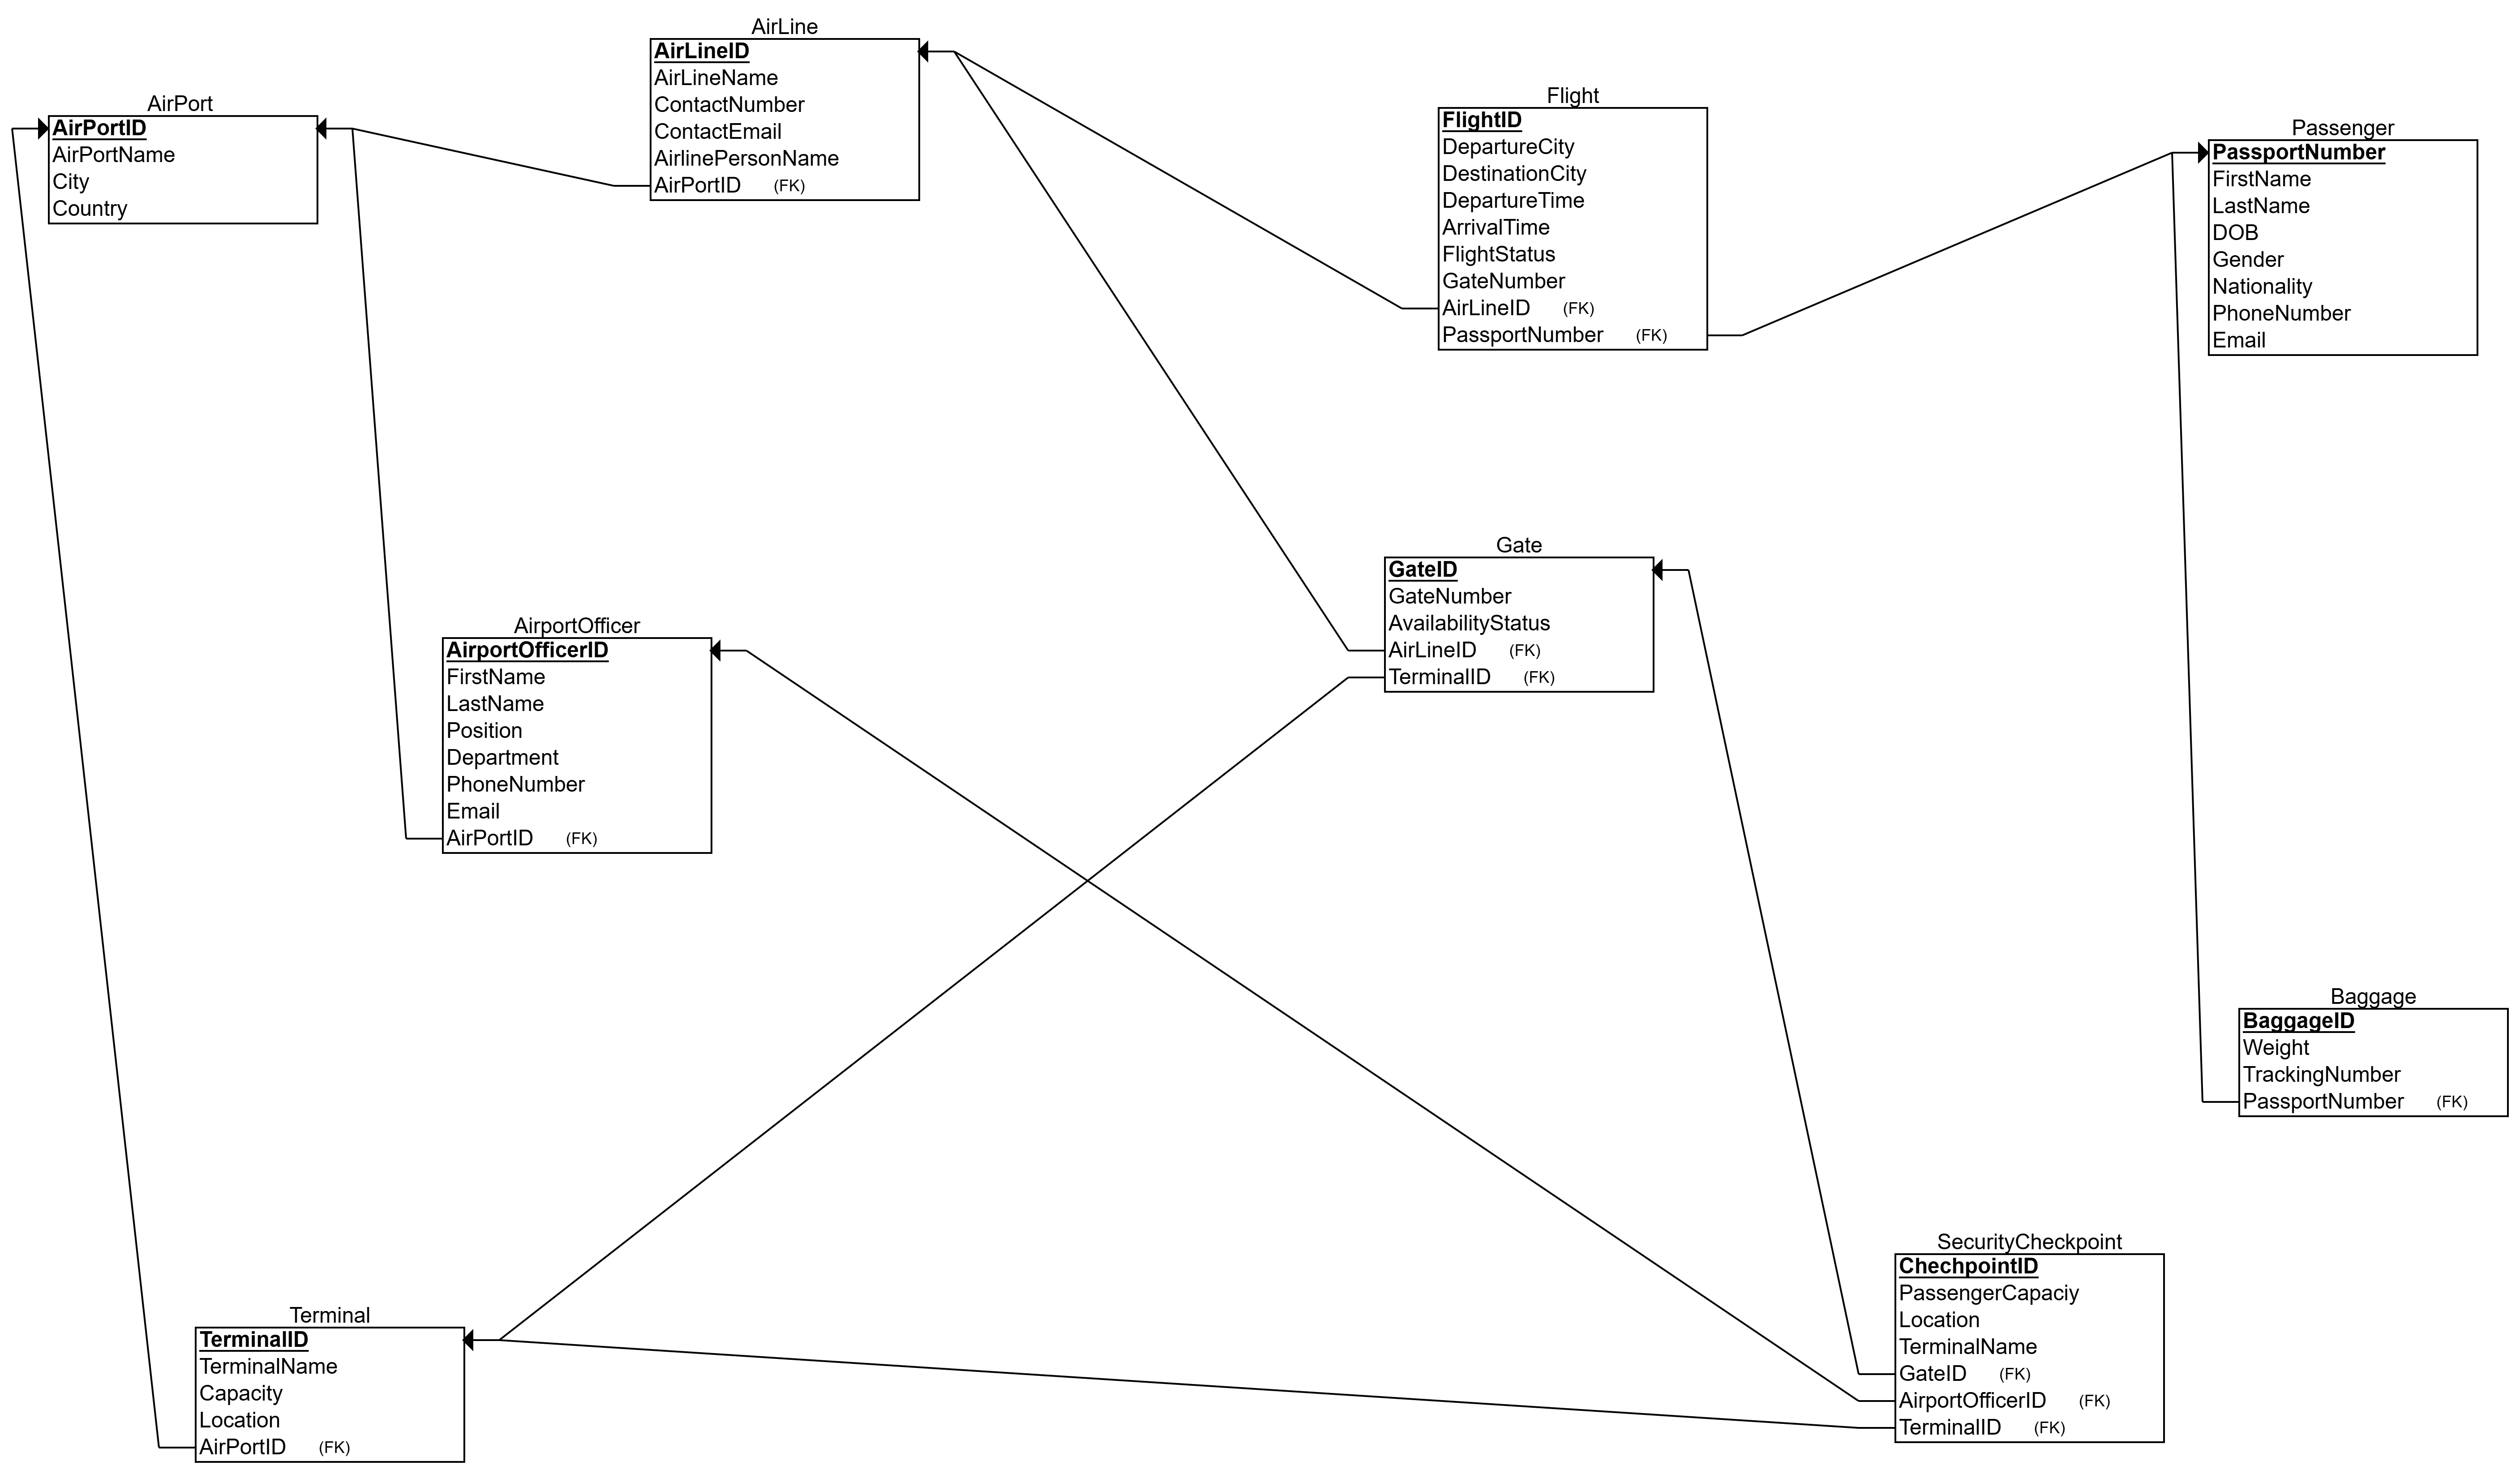 AirLine
AirLineID
AirLineName
ContactNumber
ContactEmail
AirlinePersonName
AirPortID (FK)
AirPort
AirPortID
AirPortName
City
Country
Flight
FlightID
DepartureCity
DestinationCity
DepartureTime
ArrivalTime
FlightStatus
GateNumber
AirLineID (FK)
PassportNumber (FK)
Passenger
PassportNumber
FirstName
LastName
DOB
Gender
Nationality
PhoneNumber
Email
Gate
GateID
GateNumber
AvailabilityStatus
AirLineID (FK)
TerminalID (FK)
AirportOfficer
AirportOfficerID
FirstName
LastName
Position
Department
PhoneNumber
Email
AirPortID (FK)
Baggage
BaggageID
Weight
TrackingNumber
PassportNumber (FK)
SecurityCheckpoint
ChechpointID
PassengerCapaciy
Location
TerminalName
GateID (FK)
AirportOfficerID (FK)
TerminalID (FK)
Terminal
TerminalID
TerminalName
Capacity
Location
AirPortID (FK)